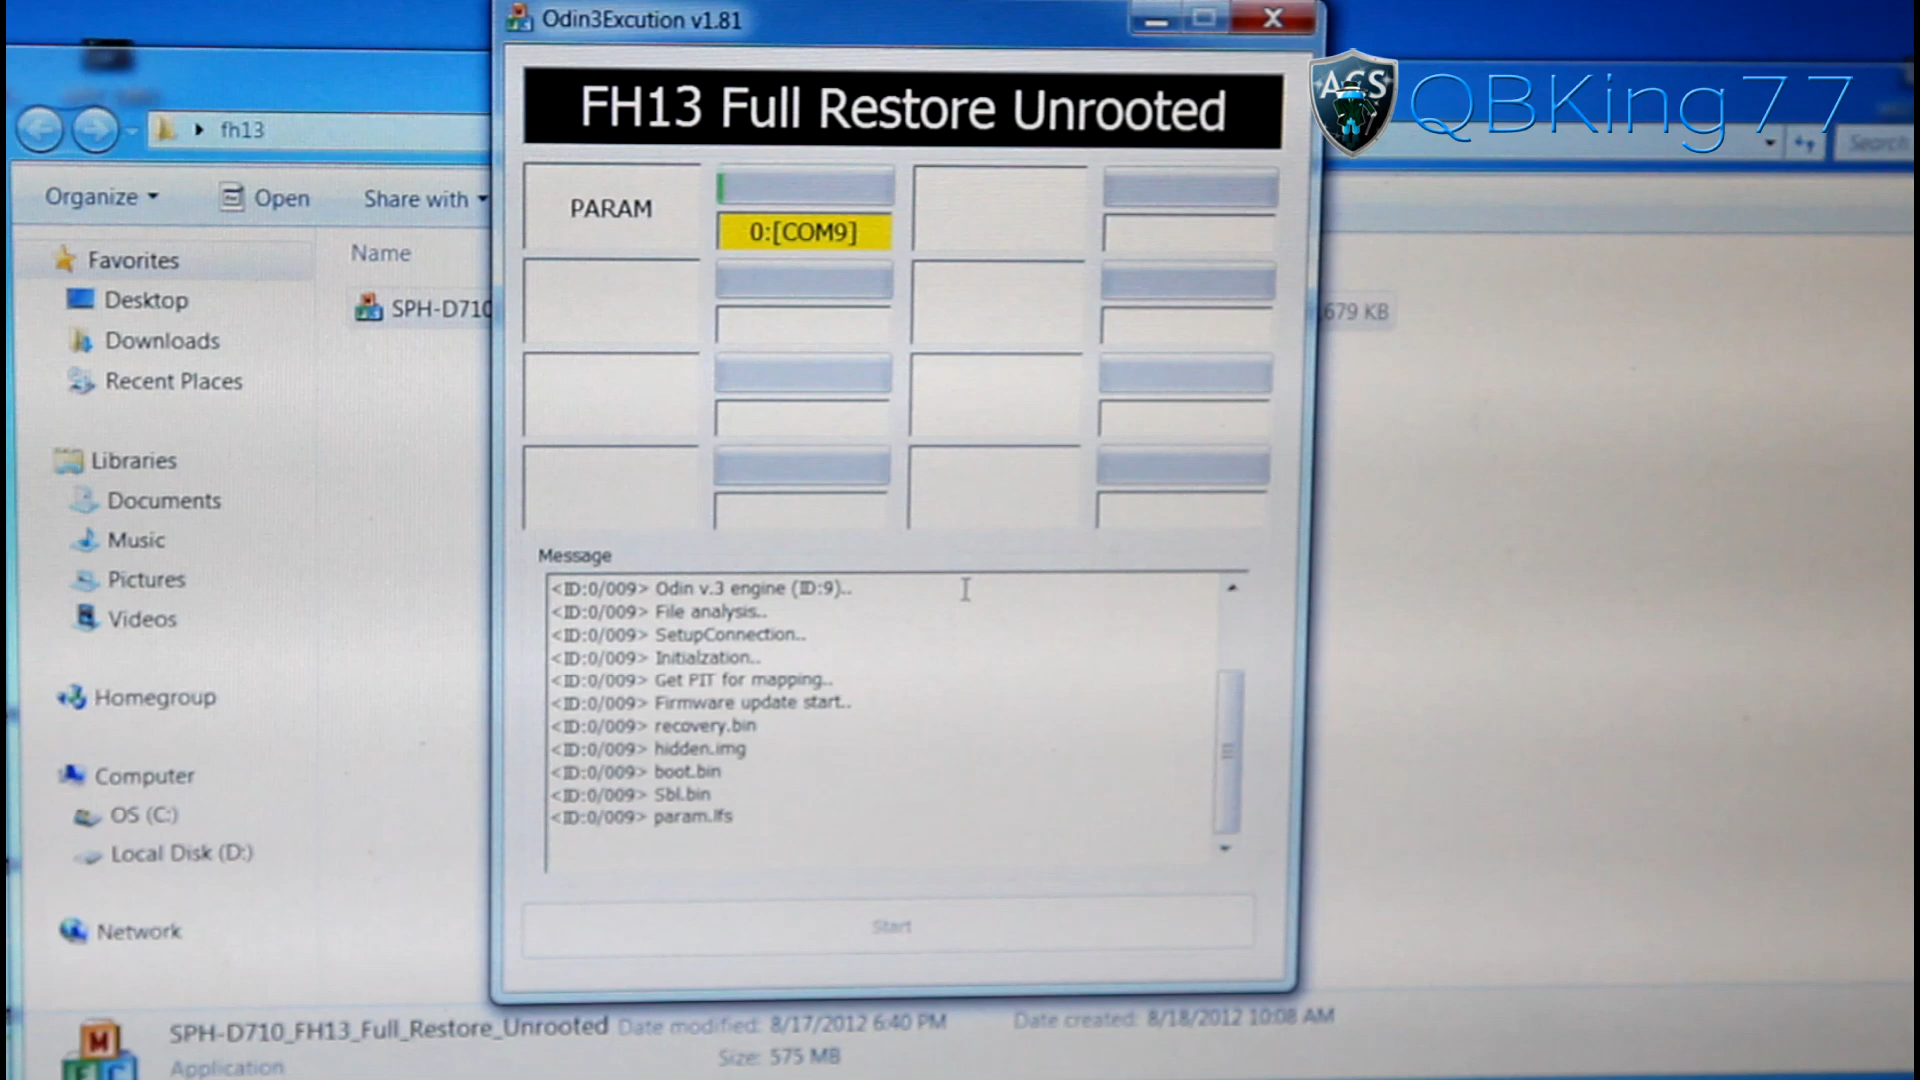 Odin3Excution v1.81
FH13 Full Restore Unrooted
ACS
QBKing77
fh13
Search
Organize
Open
Share with
PARAM
0:[COM9]
Favorites
Desktop
Downloads
Recent Places
Name
SPH-D710
679 KB
Libraries
Documents
Music
Pictures
Videos
Homegroup
Computer
OS (C:)
Local Disk (D:)
Network
Message
<ID:0/009> Odin v.3 engine (ID:9)..
<ID:0/009> File analysis..
<ID:0/009> SetupConnection..
<ID:0/009> Initialzation..
<ID:0/009> Get PIT for mapping..
<ID:0/009> Firmware update start..
<ID:0/009> recovery.bin
<ID:0/009> hidden.img
<ID:0/009> boot.bin
<ID:0/009> Sbl.bin
<ID:0/009> param.lfs
Start
SPH-D710_FH13_Full_Restore_Unrooted Date modified: 8/17/2012 6:40 PM Date created: 8/18/2012 10:08 AM
Application Size: 575 MB